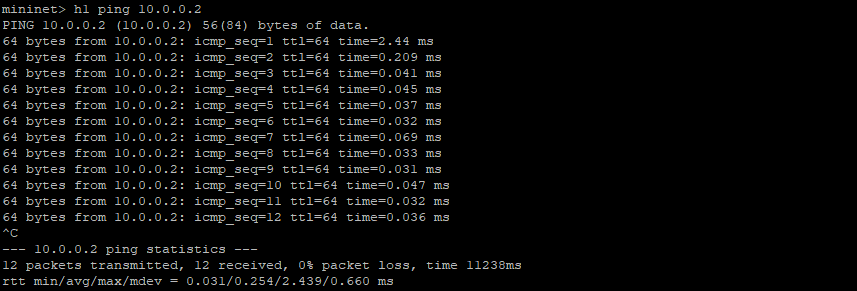 mininet> h1 ping 10.0.0.2
PING 10.0.0.2 (10.0.0.2) 56(84) bytes of data.
64 bytes from 10.0.0.2: icmp_seq=1 ttl=64 time=2.44 ms
64 bytes from 10.0.0.2: icmp_seq=2 ttl=64 time=0.209 ms
64 bytes from 10.0.0.2: icmp_seq=3 ttl=64 time=0.041 ms
64 bytes from 10.0.0.2: icmp_seq=4 ttl=64 time=0.045 ms
64 bytes from 10.0.0.2: icmp_seq=5 ttl=64 time=0.037 ms
64 bytes from 10.0.0.2: icmp_seq=6 ttl=64 time=0.032 ms
64 bytes from 10.0.0.2: icmp_seq=7 ttl=64 time=0.069 ms
64 bytes from 10.0.0.2: icmp_seq=8 ttl=64 time=0.033 ms
64 bytes from 10.0.0.2: icmp_seq=9 ttl=64 time=0.031 ms
64 bytes from 10.0.0.2: icmp_seq=10 ttl=64 time=0.047 ms
64 bytes from 10.0.0.2: icmp_seq=11 ttl=64 time=0.032 ms
64 bytes from 10.0.0.2: icmp_seq=12 ttl=64 time=0.036 ms
^C
--- 10.0.0.2 ping statistics ---
12 packets transmitted, 12 received, 0% packet loss, time 11238ms
rtt min/avg/max/mdev = 0.031/0.254/2.439/0.660 ms